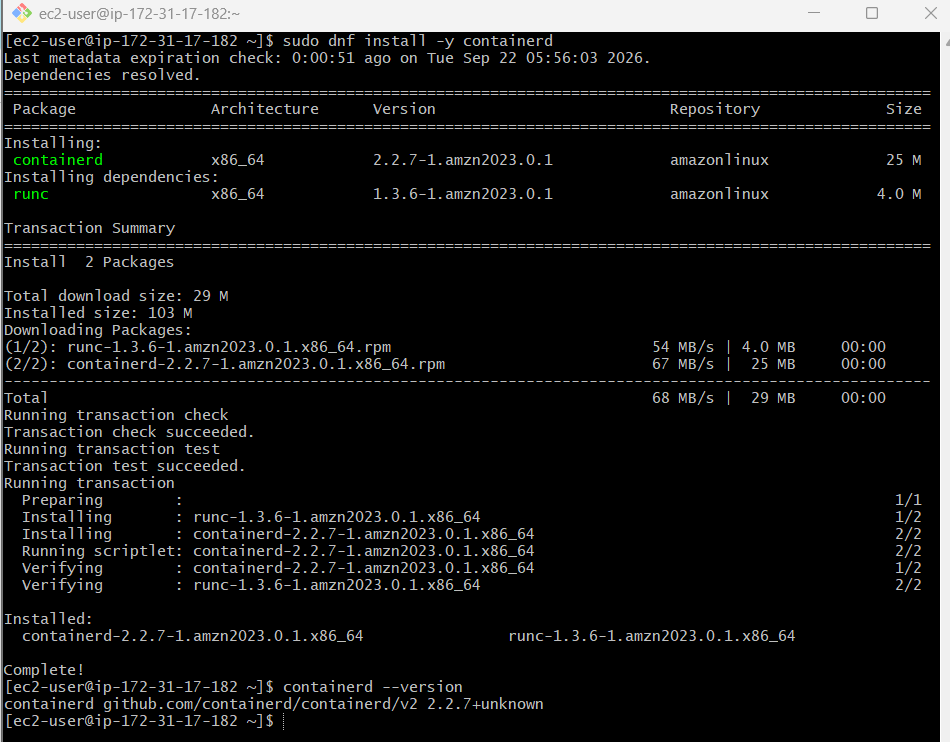 ec2-user@ip-172-31-17-182:~
[ec2-user@ip-172-31-17-182 ~]$ sudo dnf install -y containerd
Last metadata expiration check: 0:00:51 ago on Tue Sep 22 05:56:03 2026.
Dependencies resolved.
================================================================================
 Package               Architecture      Version                          Repository              Size
================================================================================
Installing:
 containerd            x86_64            2.2.7-1.amzn2023.0.1             amazonlinux             25 M
Installing dependencies:
 runc                  x86_64            1.3.6-1.amzn2023.0.1             amazonlinux            4.0 M

Transaction Summary
================================================================================
Install  2 Packages

Total download size: 29 M
Installed size: 103 M
Downloading Packages:
(1/2): runc-1.3.6-1.amzn2023.0.1.x86_64.rpm                             54 MB/s | 4.0 MB     00:00
(2/2): containerd-2.2.7-1.amzn2023.0.1.x86_64.rpm                       67 MB/s |  25 MB     00:00
--------------------------------------------------------------------------------
Total                                                                   68 MB/s |  29 MB     00:00
Running transaction check
Transaction check succeeded.
Running transaction test
Transaction test succeeded.
Running transaction
  Preparing        :                                                                               1/1
  Installing       : runc-1.3.6-1.amzn2023.0.1.x86_64                                              1/2
  Installing       : containerd-2.2.7-1.amzn2023.0.1.x86_64                                        2/2
  Running scriptlet: containerd-2.2.7-1.amzn2023.0.1.x86_64                                        2/2
  Verifying        : containerd-2.2.7-1.amzn2023.0.1.x86_64                                        1/2
  Verifying        : runc-1.3.6-1.amzn2023.0.1.x86_64                                              2/2

Installed:
  containerd-2.2.7-1.amzn2023.0.1.x86_64                runc-1.3.6-1.amzn2023.0.1.x86_64

Complete!
[ec2-user@ip-172-31-17-182 ~]$ containerd --version
containerd github.com/containerd/containerd/v2 2.2.7+unknown
[ec2-user@ip-172-31-17-182 ~]$